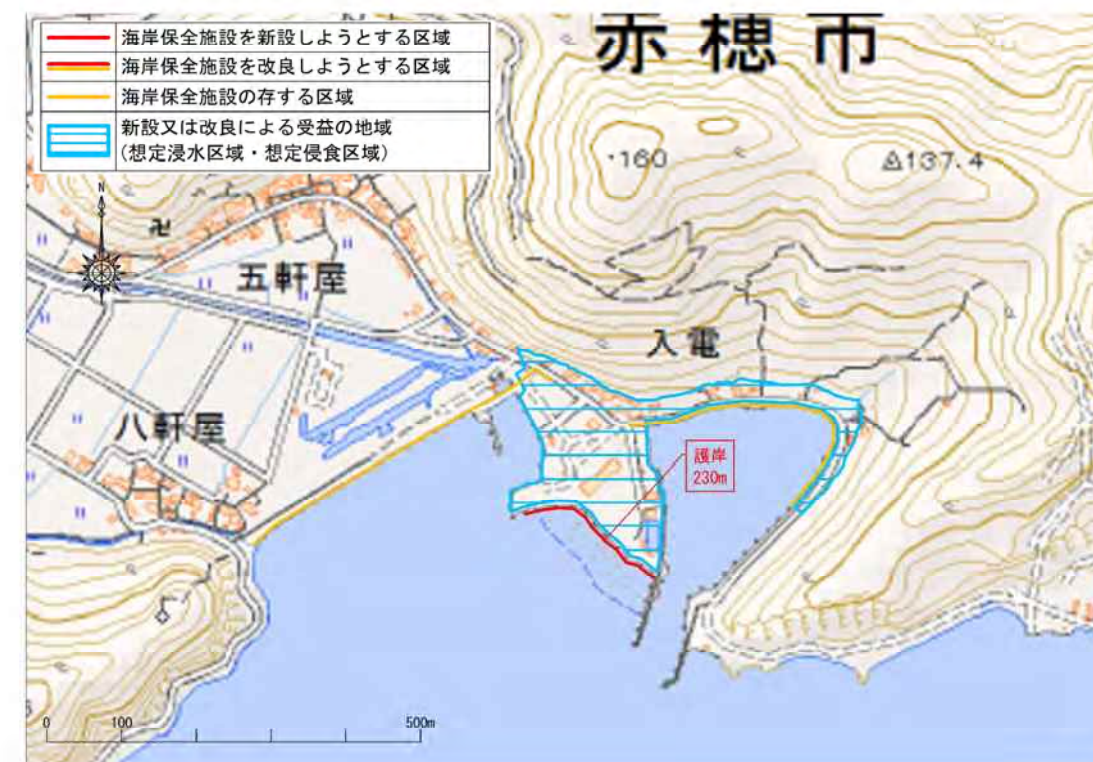 海岸保全施設を新設しようとする区域
海岸保全施設を改良しようとする区域
海岸保全施設の存する区域
新設又は改良による受益の地域
(想定浸水区域・想定侵食区域)
赤穂市
・160
137.4
N
卍
五軒屋
入電
八軒屋
護岸
230m
0 100 500m